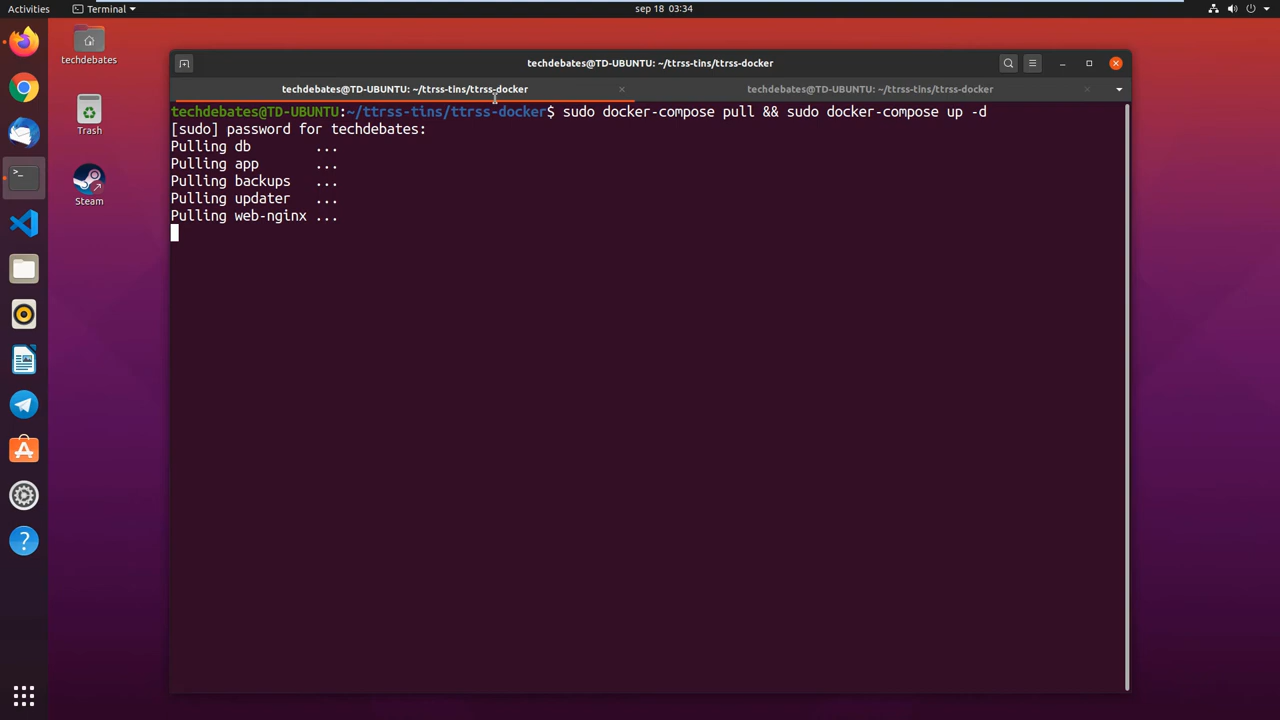 Activities
Terminal
sep 18 03:34
techdebates
Trash
Steam
techdebates@TD-UBUNTU: ~/ttrss-tins/ttrss-docker
techdebates@TD-UBUNTU: ~/ttrss-tins/ttrss-docker
techdebates@TD-UBUNTU: ~/ttrss-tins/ttrss-docker
techdebates@TD-UBUNTU:~/ttrss-tins/ttrss-docker$ sudo docker-compose pull && sudo docker-compose up -d
[sudo] password for techdebates:
Pulling db        ...
Pulling app       ...
Pulling backups   ...
Pulling updater   ...
Pulling web-nginx ...